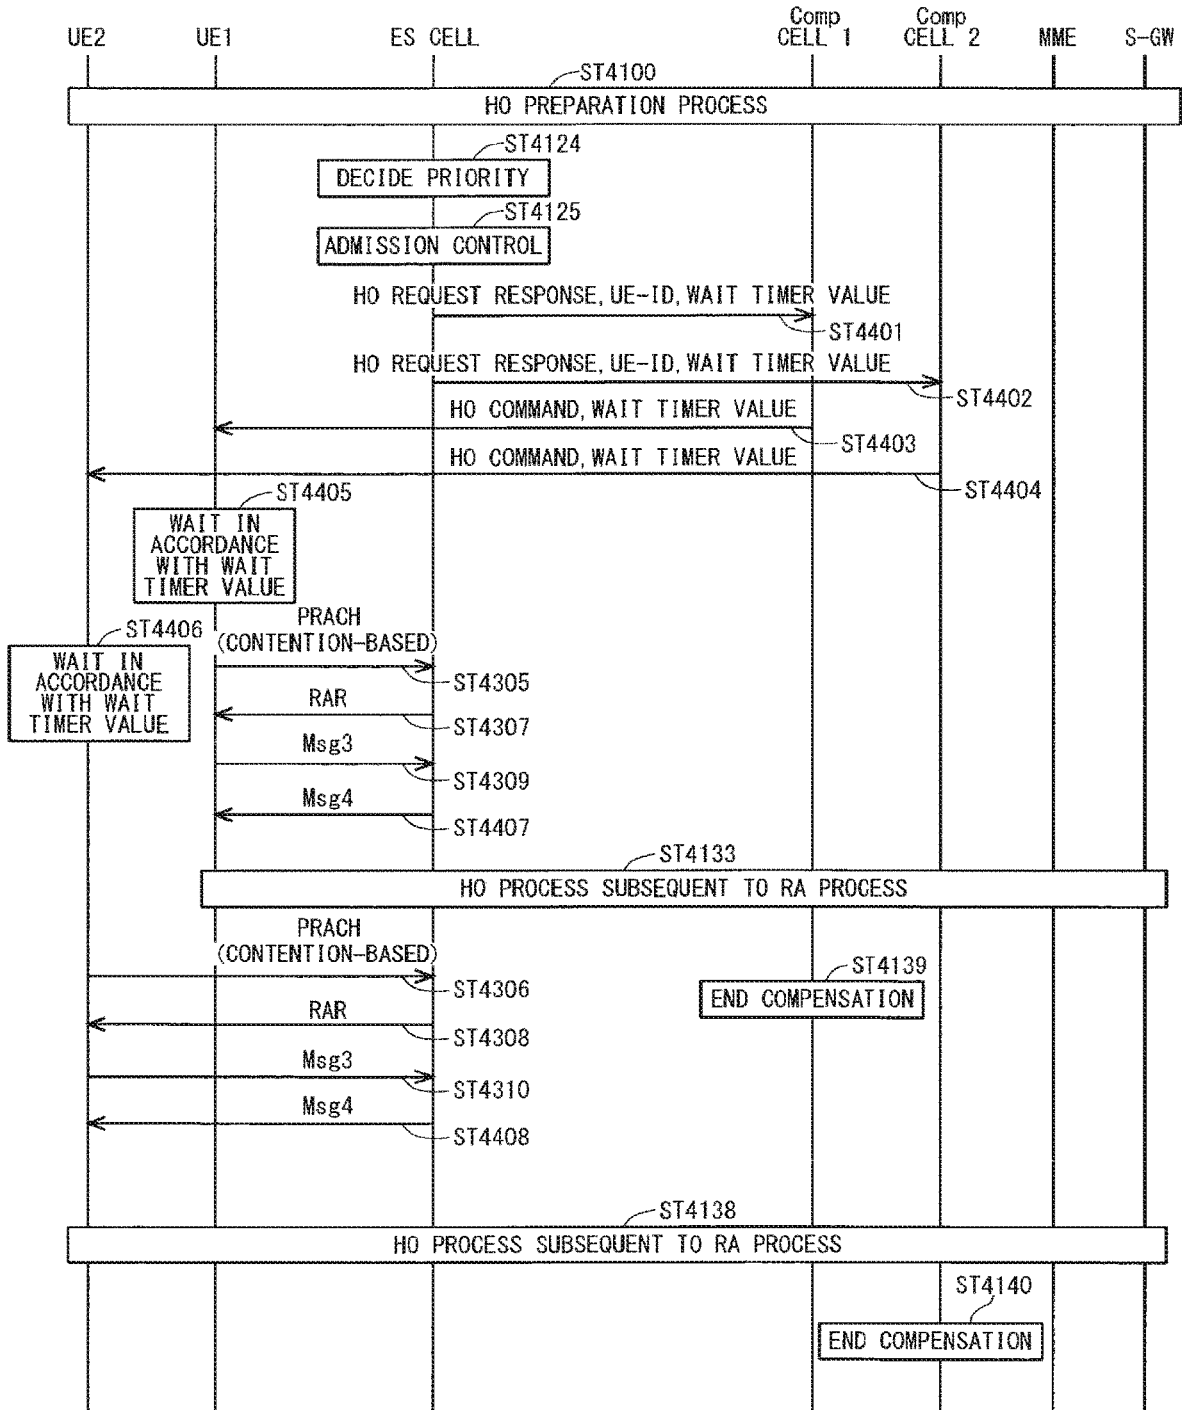 Comp Comp
UE2 UE1 ES CELL CELL 1 CELL 2 MME S-GW
ST4100
HO PREPARATION PROCESS
ST4124
DECIDE PRIORITY
ST4125
ADMISSION CONTROL
HO REQUEST RESPONSE, UE-ID, WAIT TIMER VALUE
ST4401
HO REQUEST RESPONSE, UE-ID, WAIT TIMER VALUE
ST4402
HO COMMAND, WAIT TIMER VALUE
ST4403
HO COMMAND, WAIT TIMER VALUE
ST4404
ST4405
WAIT IN
ACCORDANCE
WITH WAIT
TIMER VALUE
ST4406
WAIT IN
ACCORDANCE
WITH WAIT
TIMER VALUE
PRACH
(CONTENTION-BASED)
ST4305
RAR
ST4307
Msg3
ST4309
Msg4
ST4407
ST4133
HO PROCESS SUBSEQUENT TO RA PROCESS
PRACH
(CONTENTION-BASED)
ST4306
ST4139
END COMPENSATION
RAR
ST4308
Msg3
ST4310
Msg4
ST4408
ST4138
HO PROCESS SUBSEQUENT TO RA PROCESS
ST4140
END COMPENSATION